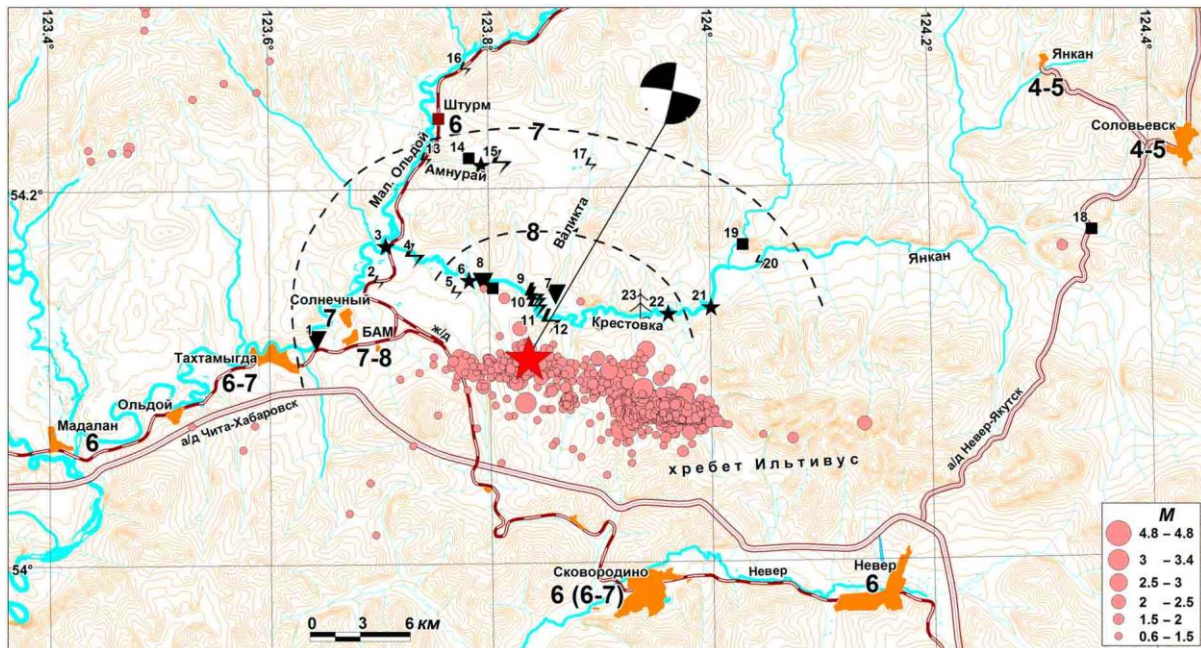 123.4°
123.6°
123.8°
124°
124.2°
124.4°
16
Янкан
4-5
Штурм
6
7
Соловьевск
4-5
13
14
15
17
Амнурай
Мал. Ольдой
54.2°
Валикта
18
3
4
8
19
20
Янкан
2
5
6
8
9
7
10
11
12
23
22
21
Крестовка
Солнечный
7
1
БАМ
7-8
ж/д
Тахтамыгда
6-7
Ольдой
Мадалан
6
а/д Чита-Хабаровск
а/д Невер-Якутск
хребет Ильтивус
54°
Сковородино
6 (6-7)
Невер
Невер
6
0 3 6 км
М
4.8 – 4.8
3 – 3.4
2.5 – 3
2 – 2.5
1.5 – 2
0.6 – 1.5